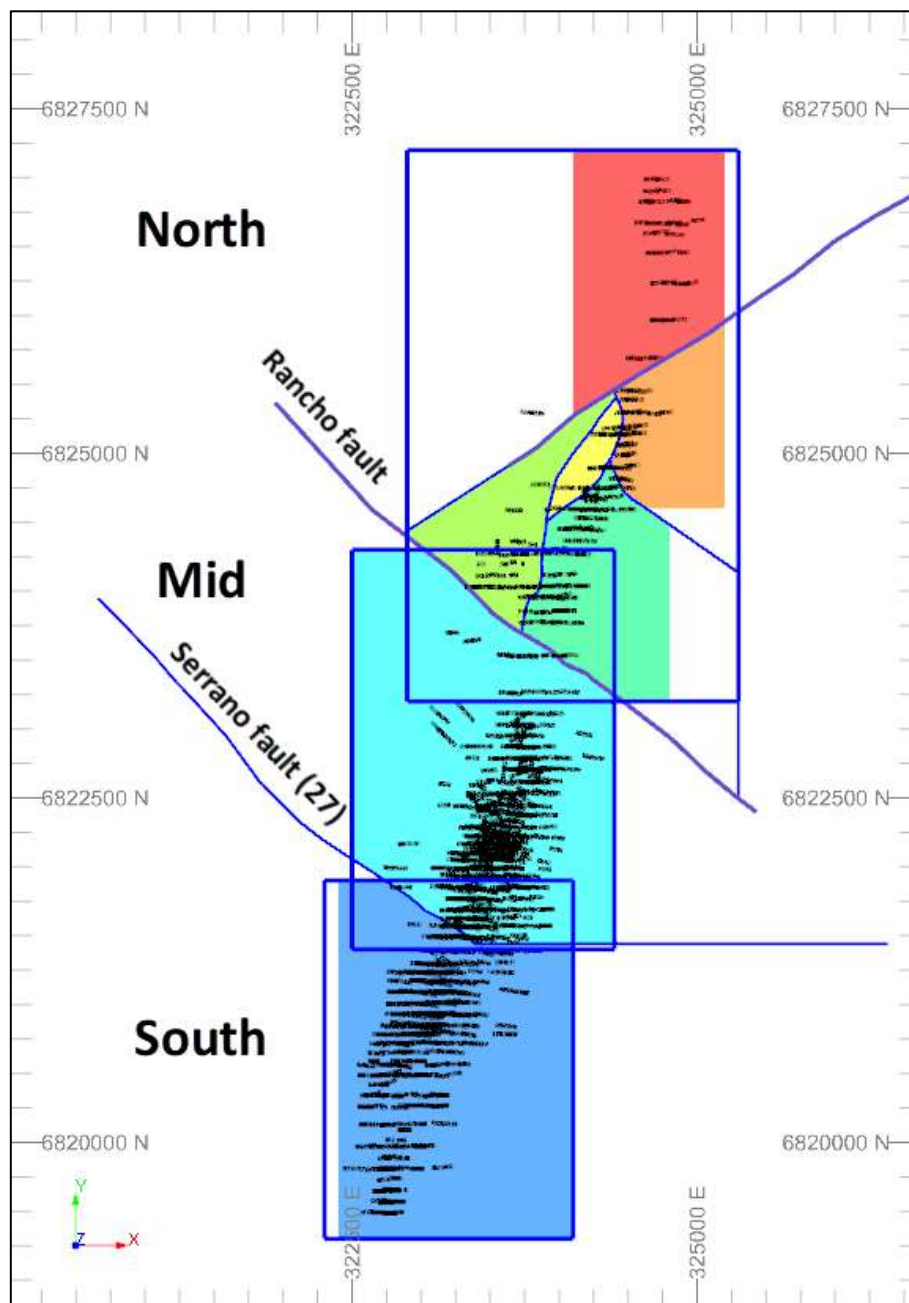 322500 E
325000 E
6827500 N
6827500 N
North
Rancho fault
6825000 N
6825000 N
Mid
Serrano fault (27)
6822500 N
6822500 N
South
6820000 N
6820000 N
322500 E
325000 E
Y
Z
X